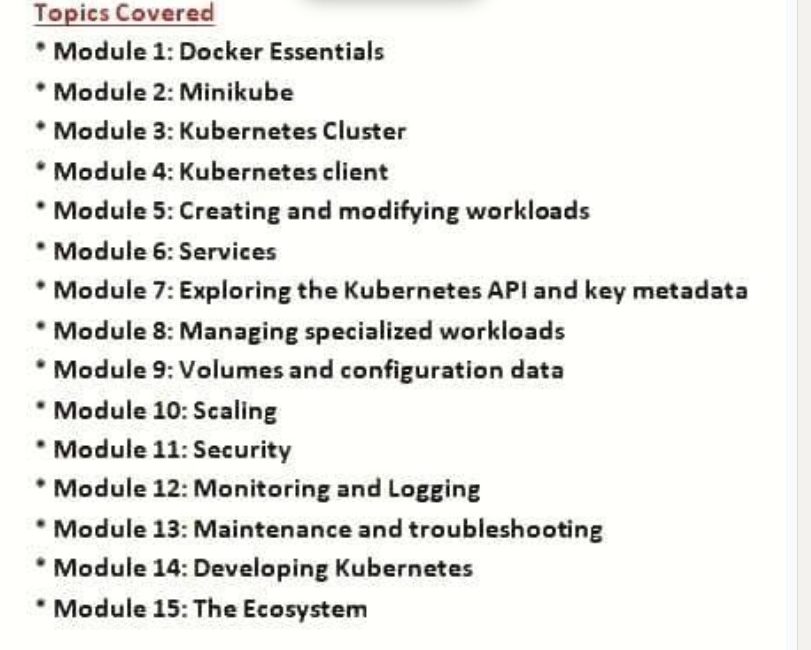 Topics Covered
* Module 1: Docker Essentials
* Module 2: Minikube
* Module 3: Kubernetes Cluster
* Module 4: Kubernetes client
* Module 5: Creating and modifying workloads
* Module 6: Services
* Module 7: Exploring the Kubernetes API and key metadata
* Module 8: Managing specialized workloads
* Module 9: Volumes and configuration data
* Module 10: Scaling
* Module 11: Security
* Module 12: Monitoring and Logging
* Module 13: Maintenance and troubleshooting
* Module 14: Developing Kubernetes
* Module 15: The Ecosystem